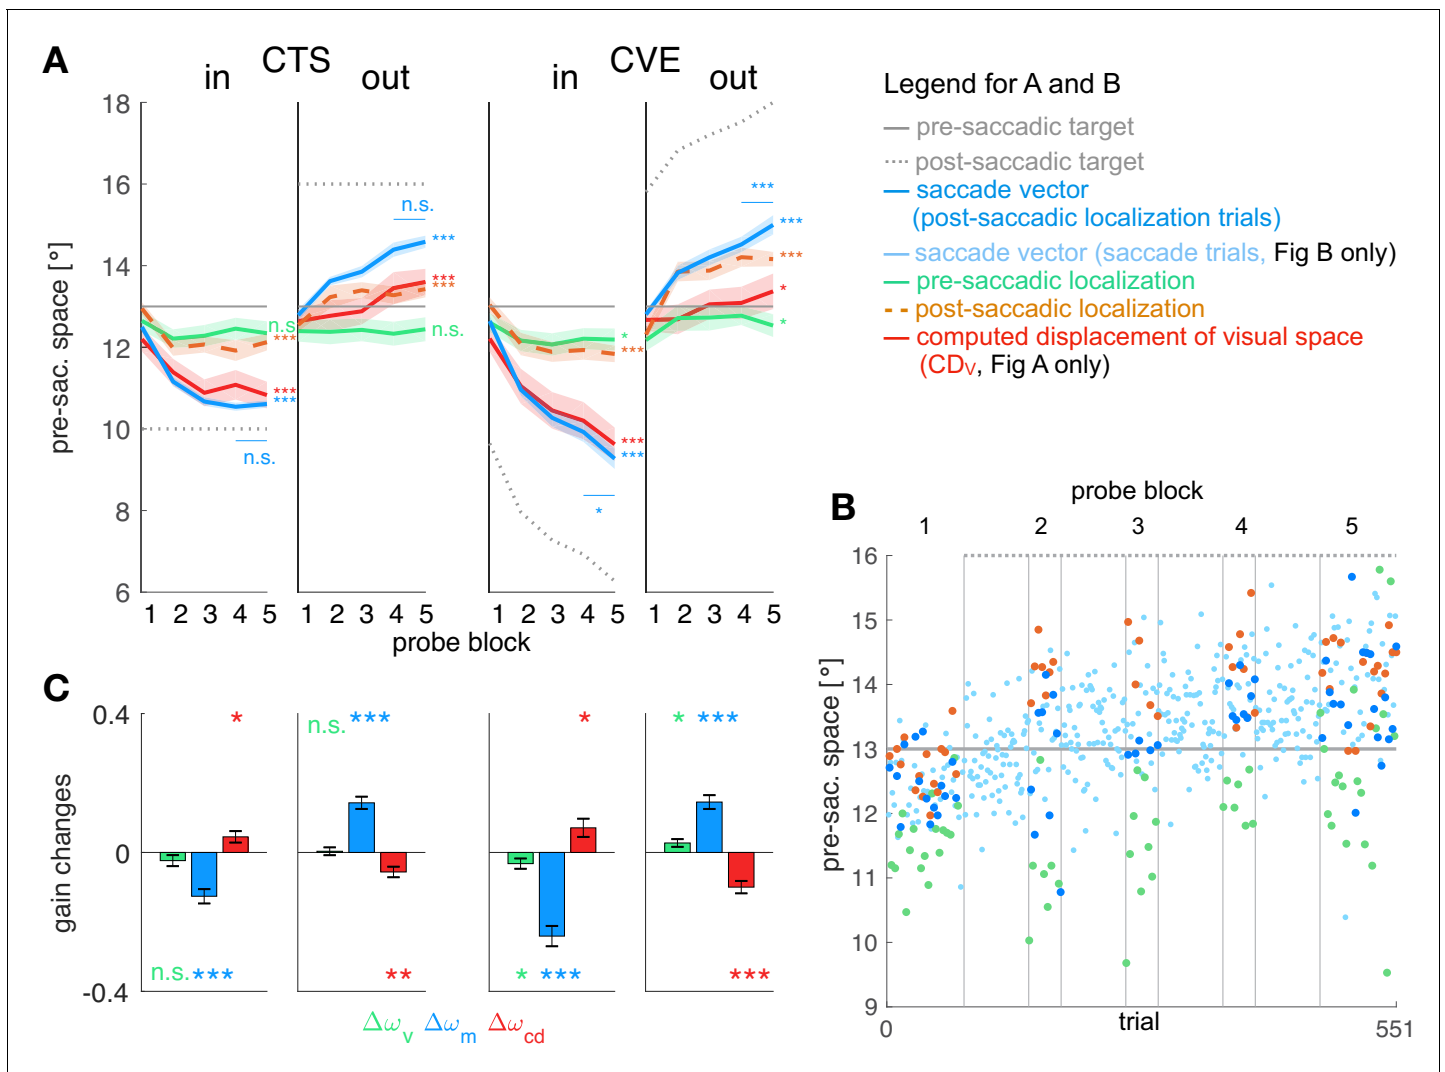 A
CTS
in
out
CVE
in
out
Legend for A and B
pre-saccadic target
post-saccadic target
saccade vector
(post-saccadic localization trials)
saccade vector (saccade trials, Fig B only)
pre-saccadic localization
post-saccadic localization
computed displacement of visual space
(CDV, Fig A only)
pre-sac. space [°]
18
16
14
12
10
8
6
n.s.
***
***
***
n.s.
n.s.
***
***
***
n.s.
*
***
***
***
*
***
***
***
*
*
1 2 3 4 5
1 2 3 4 5
1 2 3 4 5
1 2 3 4 5
probe block
B
probe block
1 2 3 4 5
pre-sac. space [°]
16
15
14
13
12
11
10
9
0
trial
551
C
gain changes
0.4
0
-0.4
*
n.s. ***
n.s. ***
**
*
* ***
* ***
***
Δωv Δωm Δωcd